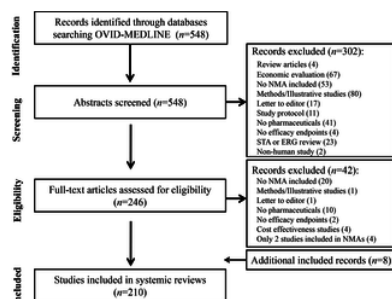 Identification
Records identified through databases
searching OVID-MEDLINE (n=548)
Screening
Abstracts screened (n=548)
Records excluded (n=302)
Review articles (4)
Economic evaluation (67)
No NMA included (53)
Methods/Illustrative studies (80)
Letter to editor (17)
Study protocol (11)
No pharmaceuticals (41)
No efficacy endpoints (4)
STA or ERG review (23)
Non-human study (2)
Eligibility
Full-text articles assessed for eligibility
(n=246)
Records excluded (n=42)
No NMA included (20)
Methods/Illustrative studies (1)
Letter to editor (1)
No pharmaceuticals (10)
No efficacy endpoints (2)
Cost effectiveness studies (4)
Only 2 studies included in NMAs (4)
Additional included records (n=8)
Included
Studies included in systemic reviews
(n=210)